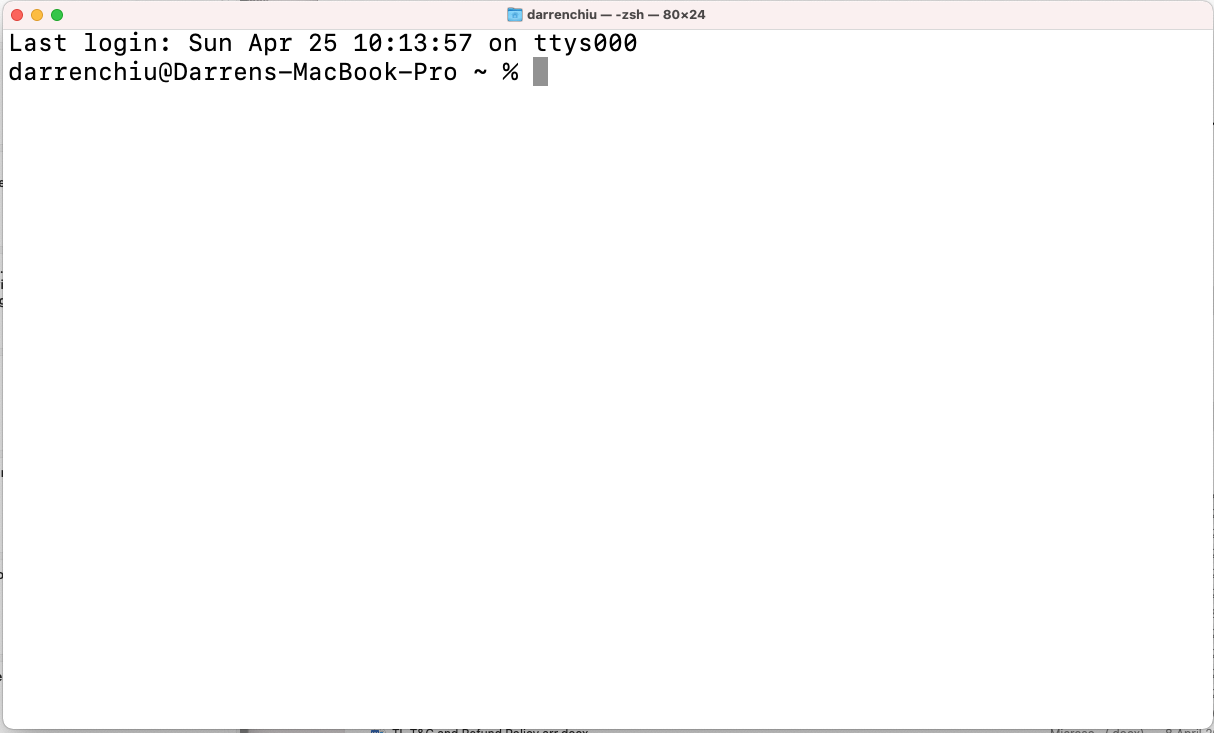 darrenchiu — -zsh — 80×24
Last login: Sun Apr 25 10:13:57 on ttys000
darrenchiu@Darrens-MacBook-Pro ~ %